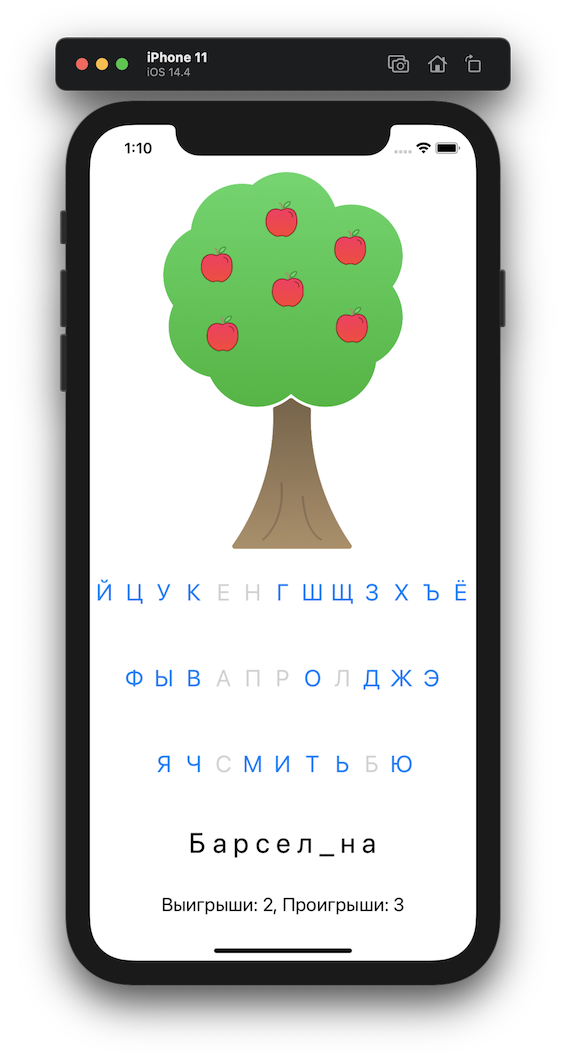 iPhone 11
iOS 14.4
1:10
Й Ц У К Е Н Г Ш Щ З Х Ъ Ё
Ф Ы В А П Р О Л Д Ж Э
Я Ч С М И Т Ь Б Ю
Б а р с е л _ н а
Выигрыши: 2, Проигрыши: 3